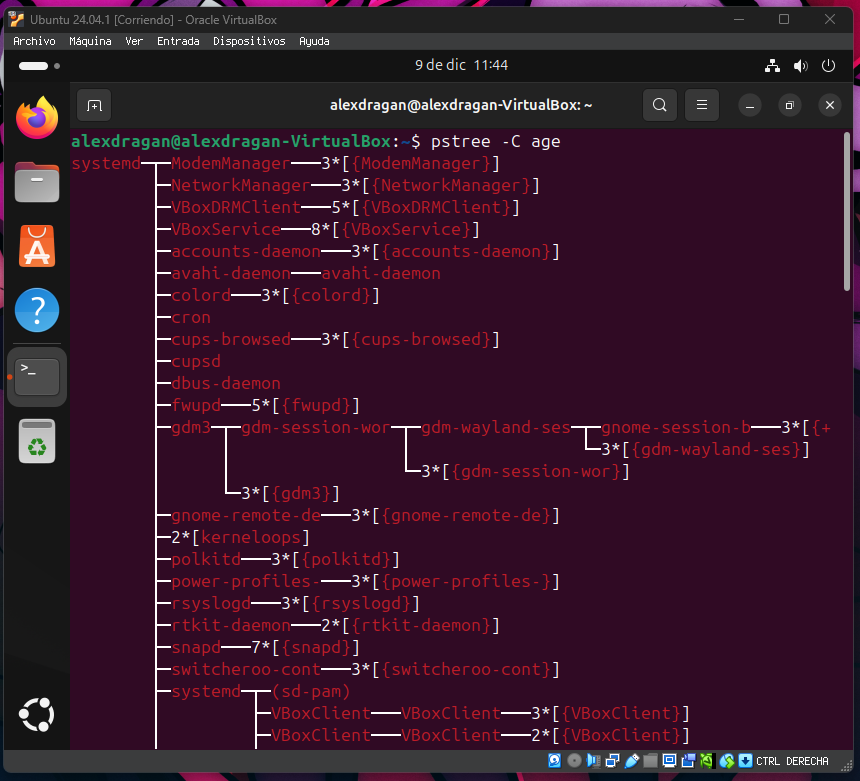 Ubuntu 24.04.1 [Corriendo] - Oracle VirtualBox
Archivo Máquina Ver Entrada Dispositivos Ayuda
9 de dic 11:44
alexdragan@alexdragan-VirtualBox: ~
alexdragan@alexdragan-VirtualBox:~$ pstree -C age
systemd─┬─ModemManager───3*[{ModemManager}]
├─NetworkManager───3*[{NetworkManager}]
├─VBoxDRMClient───5*[{VBoxDRMClient}]
├─VBoxService───8*[{VBoxService}]
├─accounts-daemon───3*[{accounts-daemon}]
├─avahi-daemon───avahi-daemon
├─colord───3*[{colord}]
├─cron
├─cups-browsed───3*[{cups-browsed}]
├─cupsd
├─dbus-daemon
├─fwupd───5*[{fwupd}]
├─gdm3─┬─gdm-session-wor─┬─gdm-wayland-ses─┬─gnome-session-b───3*[{+
│ │ │ └─3*[{gdm-wayland-ses}]
│ │ └─3*[{gdm-session-wor}]
│ └─3*[{gdm3}]
├─gnome-remote-de───3*[{gnome-remote-de}]
├─2*[kerneloops]
├─polkitd───3*[{polkitd}]
├─power-profiles-───3*[{power-profiles-}]
├─rsyslogd───3*[{rsyslogd}]
├─rtkit-daemon───2*[{rtkit-daemon}]
├─snapd───7*[{snapd}]
├─switcheroo-cont───3*[{switcheroo-cont}]
├─systemd─┬─(sd-pam)
│ ├─VBoxClient───VBoxClient───3*[{VBoxClient}]
│ ├─VBoxClient───VBoxClient───2*[{VBoxClient}]
CTRL DERECHA